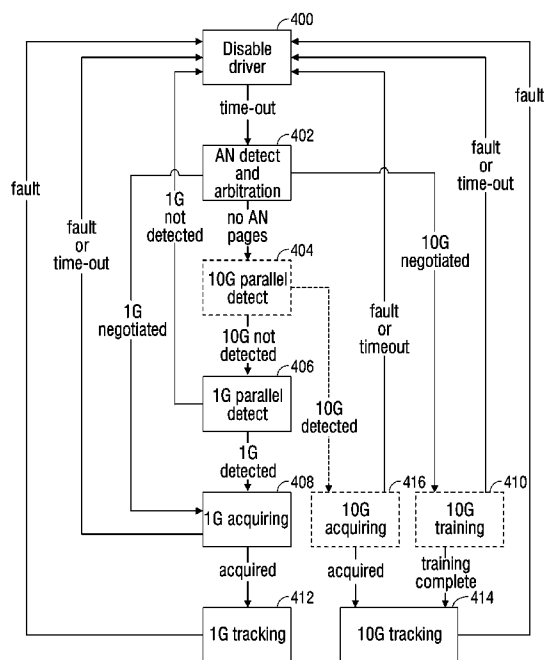 400
Disable
driver
time-out
402
AN detect
and
arbitration
fault
fault
1G
not
detected
no AN
pages
fault
or
time-out
404
10G parallel
detect
10G
negotiated
fault
or
time-out
1G
negotiated
10G not
detected
fault
or
timeout
406
1G parallel
detect
10G
detected
1G
detected
408
1G acquiring
416
10G
acquiring
410
10G
training
acquired
acquired
training
complete
412
1G tracking
414
10G tracking